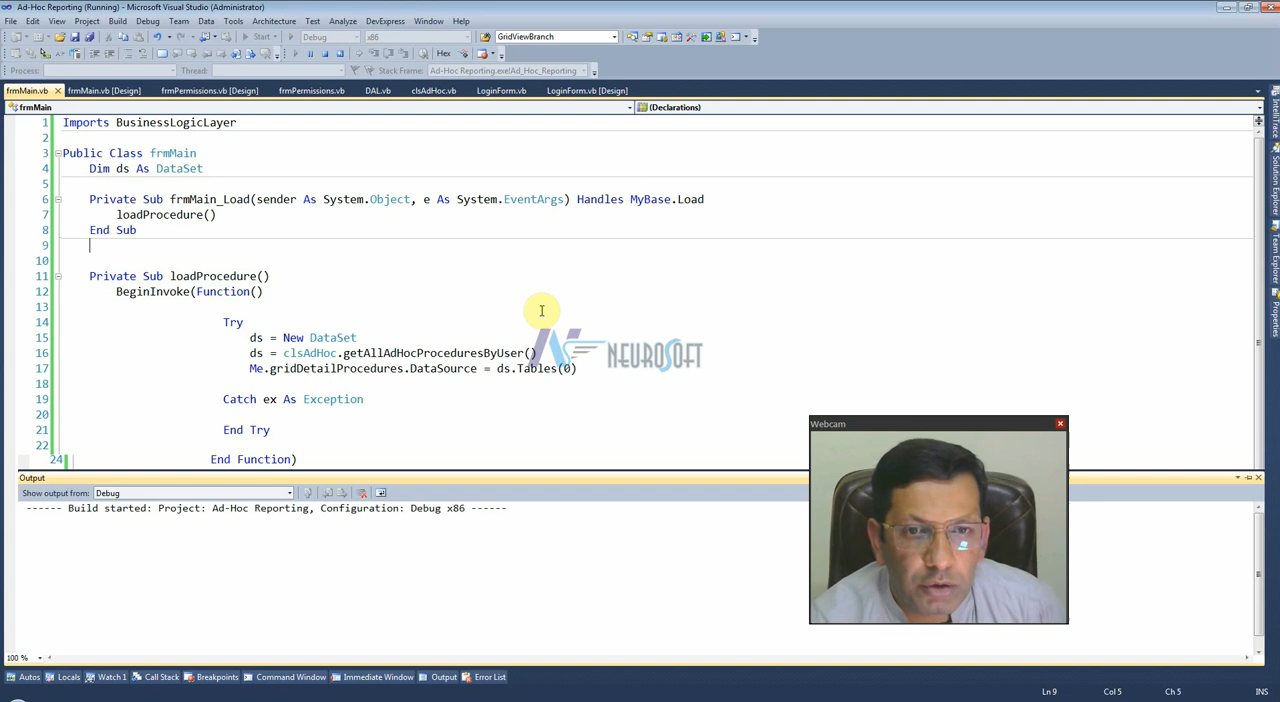 Ad-Hoc Reporting (Running) - Microsoft Visual Studio (Administrator)
File Edit View Project Build Debug Team Data Tools Architecture Test Analyze DevExpress Window Help
Start Debug x86 GridViewBranch
Hex
Process: Thread: Stack Frame: Ad-Hoc Reporting.exe!Ad_Hoc_Reporting
frmMain.vb frmMain.vb [Design] frmPermissions.vb [Design] frmPermissions.vb DAL.vb clsAdHoc.vb LoginForm.vb LoginForm.vb [Design]
frmMain (Declarations)
1 Imports BusinessLogicLayer
2
3 Public Class frmMain
4 Dim ds As DataSet
5
6 Private Sub frmMain_Load(sender As System.Object, e As System.EventArgs) Handles MyBase.Load
7 loadProcedure()
8 End Sub
9
10
11 Private Sub loadProcedure()
12 BeginInvoke(Function()
13
14 Try
15 ds = New DataSet
16 ds = clsAdHoc.getAllAdHocProceduresByUser()
17 Me.gridDetailProcedures.DataSource = ds.Tables(0)
18
19 Catch ex As Exception
20
21 End Try
22
24 End Function)
NEUROSOFT
Webcam
IntelliTrace
Solution Explorer
Team Explorer
Properties
Output
Show output from: Debug
------ Build started: Project: Ad-Hoc Reporting, Configuration: Debug x86 ------
100 %
Autos Locals Watch 1 Call Stack Breakpoints Command Window Immediate Window Output Error List
Ln 9 Col 5 Ch 5 INS